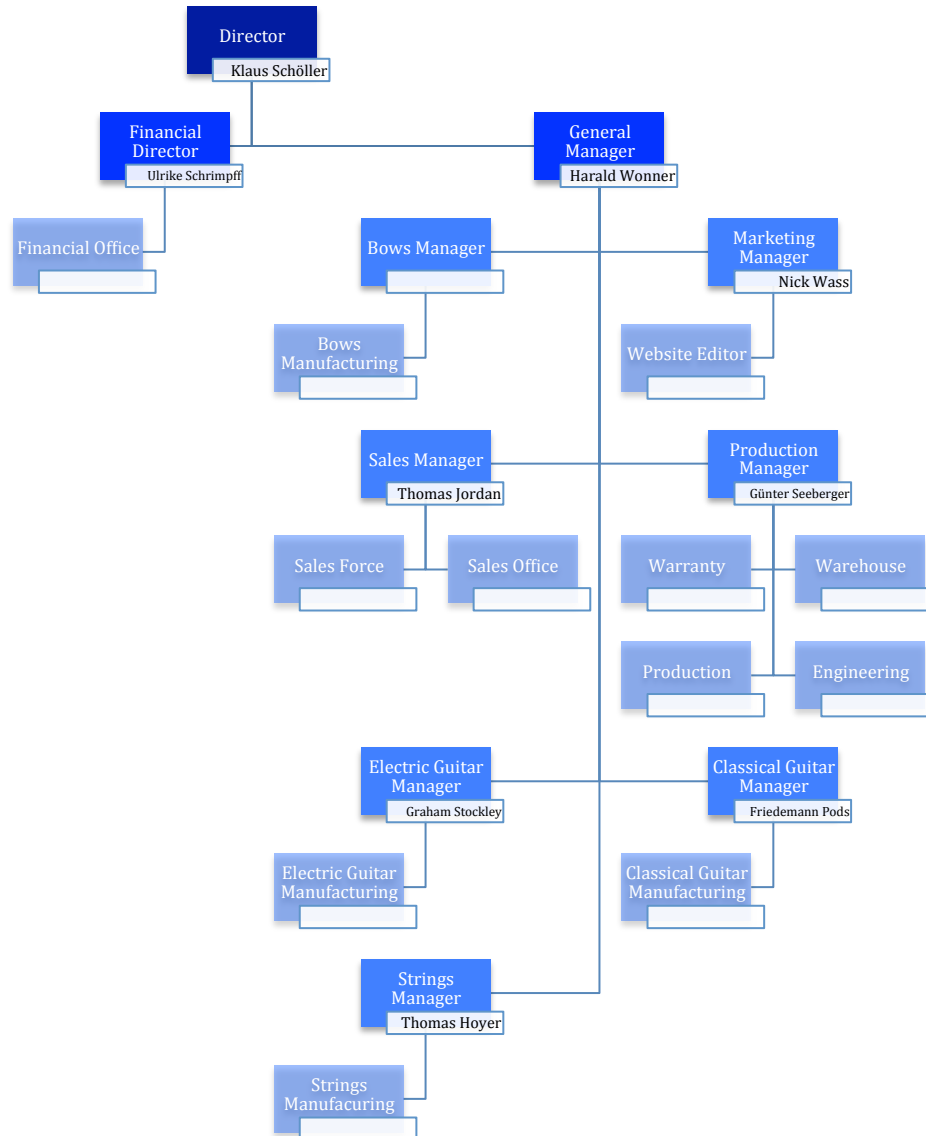 Director
Klaus Schöller
Financial
Director
Ulrike Schrimpff
General
Manager
Harald Wonner
Financial Office
Bows Manager
Marketing
Manager
Nick Wass
Bows
Manufacturing
Website Editor
Sales Manager
Thomas Jordan
Production
Manager
Günter Seeberger
Sales Force
Sales Office
Warranty
Warehouse
Production
Engineering
Electric Guitar
Manager
Graham Stockley
Classical Guitar
Manager
Friedemann Pods
Electric Guitar
Manufacturing
Classical Guitar
Manufacturing
Strings
Manager
Thomas Hoyer
Strings
Manufacuring